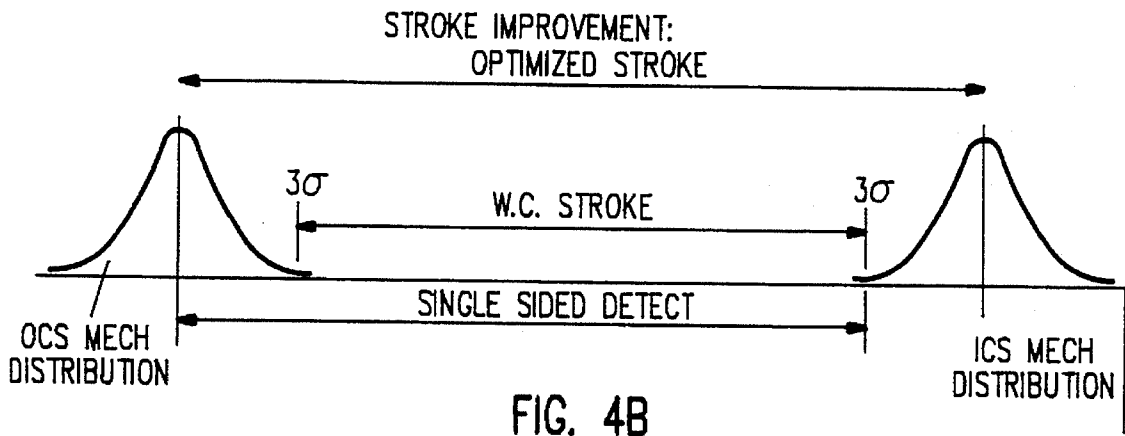 STROKE IMPROVEMENT:
OPTIMIZED STROKE
3σ
W.C. STROKE
3σ
SINGLE SIDED DETECT
OCS MECH
DISTRIBUTION
ICS MECH
DISTRIBUTION
FIG. 4B